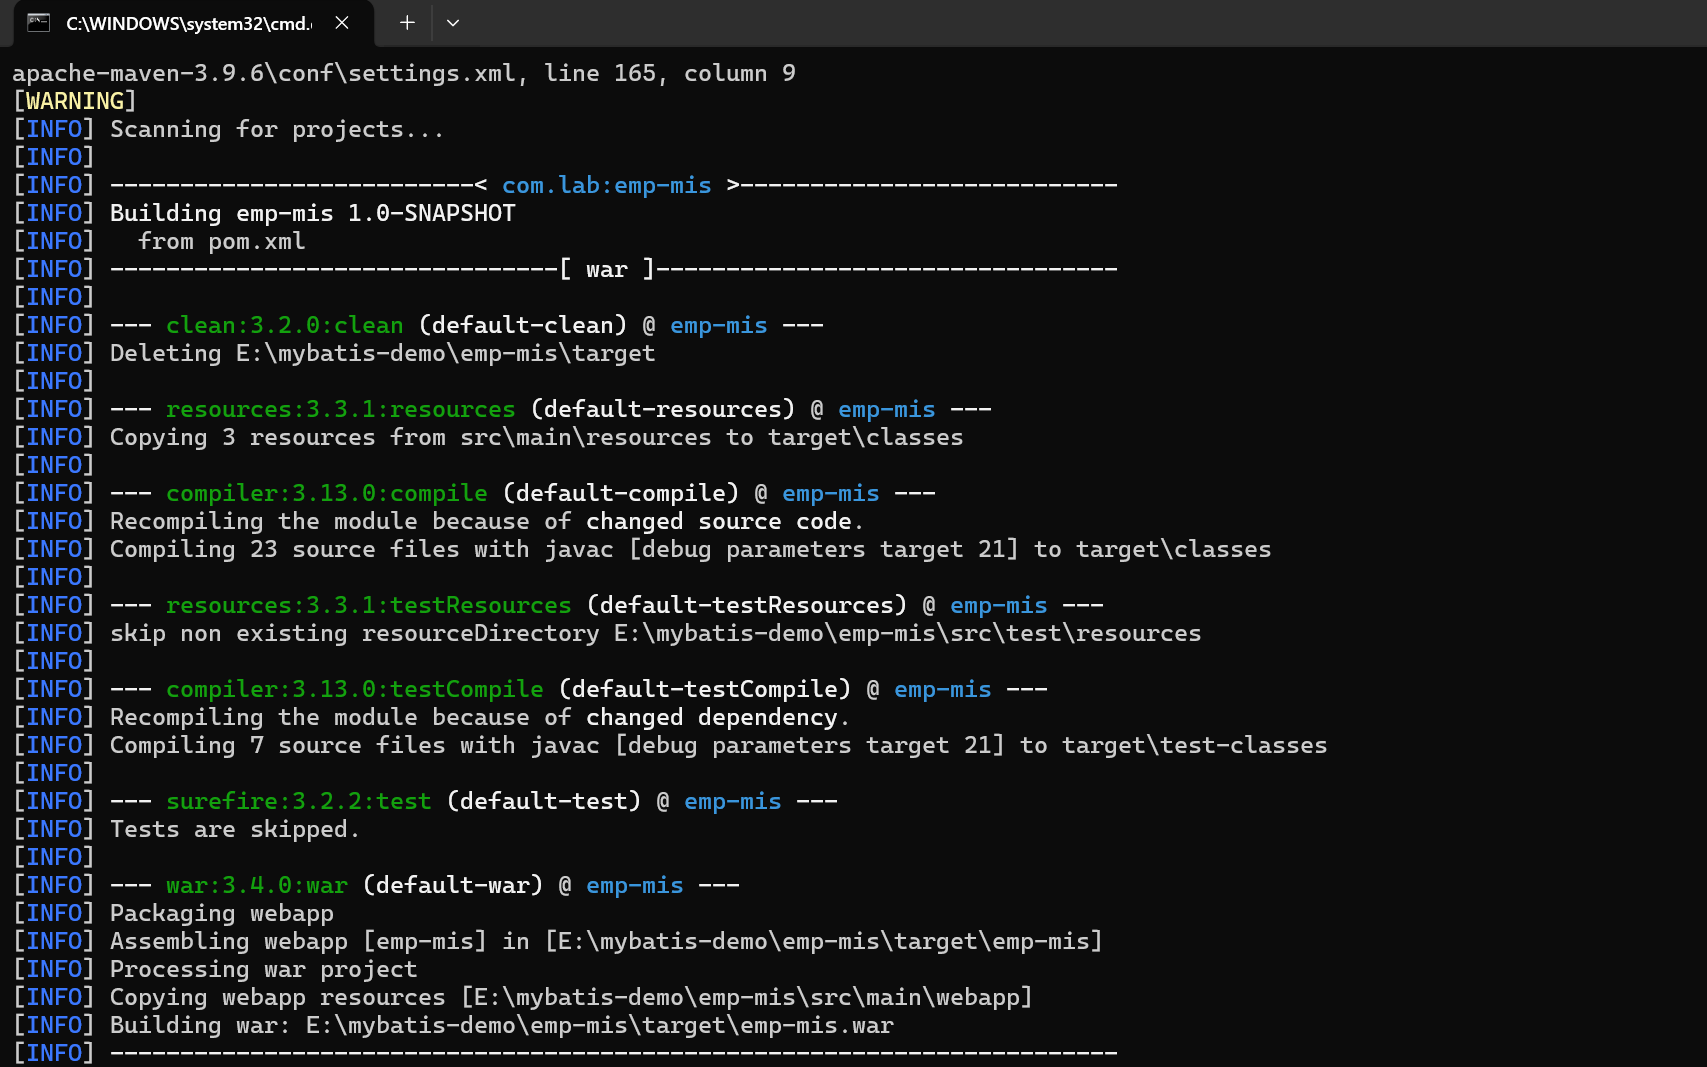 C:\WINDOWS\system32\cmd.
apache-maven-3.9.6\conf\settings.xml, line 165, column 9
[WARNING]
[INFO] Scanning for projects...
[INFO]
[INFO] --------------------------< com.lab:emp-mis >---------------------------
[INFO] Building emp-mis 1.0-SNAPSHOT
[INFO]   from pom.xml
[INFO] --------------------------------[ war ]---------------------------------
[INFO]
[INFO] --- clean:3.2.0:clean (default-clean) @ emp-mis ---
[INFO] Deleting E:\mybatis-demo\emp-mis\target
[INFO]
[INFO] --- resources:3.3.1:resources (default-resources) @ emp-mis ---
[INFO] Copying 3 resources from src\main\resources to target\classes
[INFO]
[INFO] --- compiler:3.13.0:compile (default-compile) @ emp-mis ---
[INFO] Recompiling the module because of changed source code.
[INFO] Compiling 23 source files with javac [debug parameters target 21] to target\classes
[INFO]
[INFO] --- resources:3.3.1:testResources (default-testResources) @ emp-mis ---
[INFO] skip non existing resourceDirectory E:\mybatis-demo\emp-mis\src\test\resources
[INFO]
[INFO] --- compiler:3.13.0:testCompile (default-testCompile) @ emp-mis ---
[INFO] Recompiling the module because of changed dependency.
[INFO] Compiling 7 source files with javac [debug parameters target 21] to target\test-classes
[INFO]
[INFO] --- surefire:3.2.2:test (default-test) @ emp-mis ---
[INFO] Tests are skipped.
[INFO]
[INFO] --- war:3.4.0:war (default-war) @ emp-mis ---
[INFO] Packaging webapp
[INFO] Assembling webapp [emp-mis] in [E:\mybatis-demo\emp-mis\target\emp-mis]
[INFO] Processing war project
[INFO] Copying webapp resources [E:\mybatis-demo\emp-mis\src\main\webapp]
[INFO] Building war: E:\mybatis-demo\emp-mis\target\emp-mis.war
[INFO] ------------------------------------------------------------------------